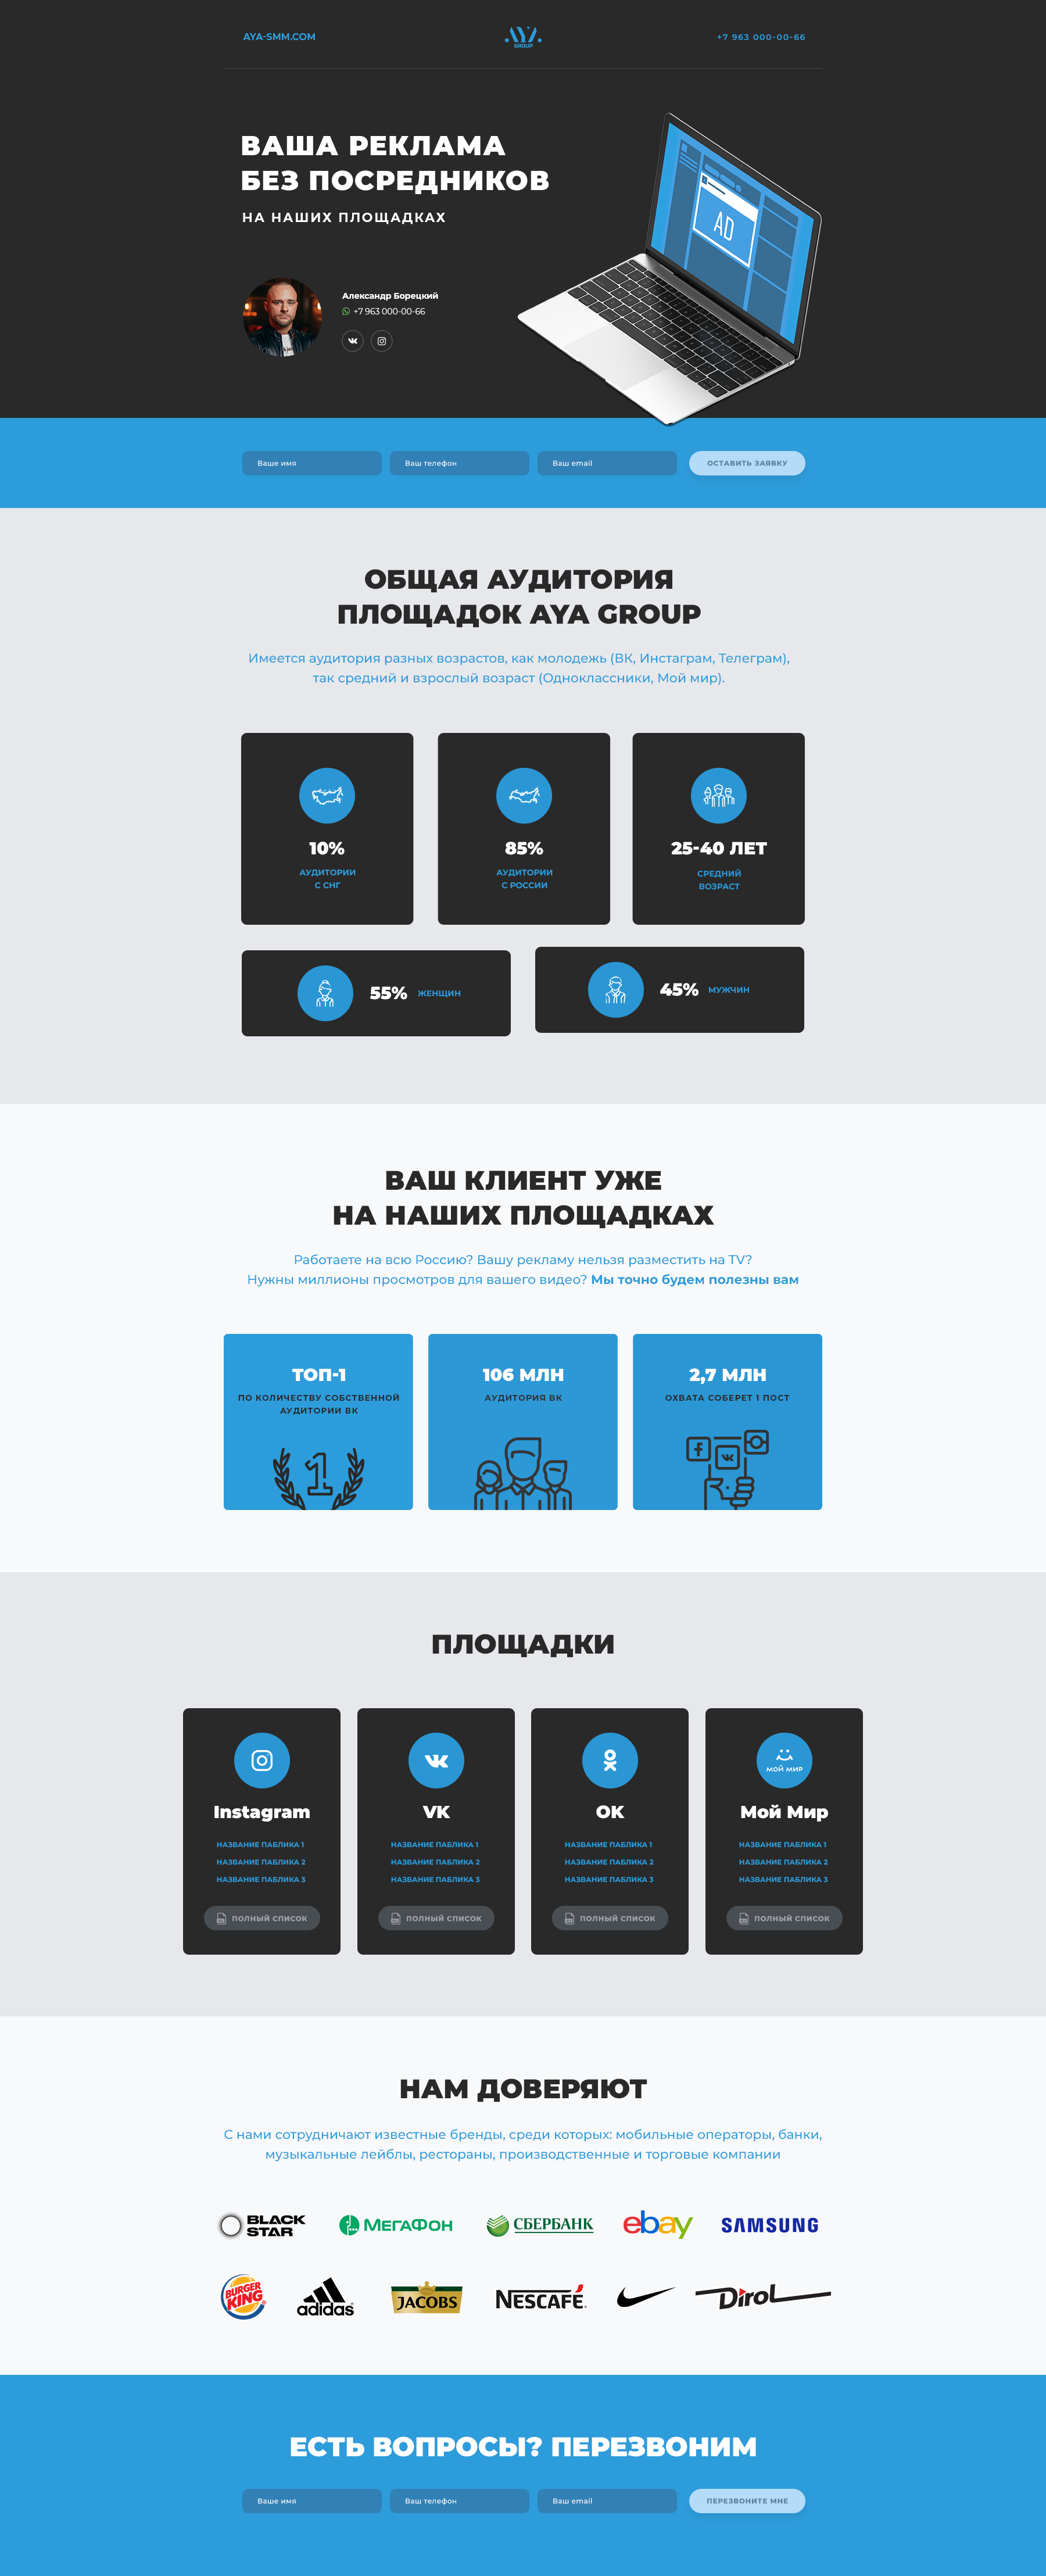 AYA-SMM.COM
AYA
GROUP
+7 963 000-00-66
ВАША РЕКЛАМА
БЕЗ ПОСРЕДНИКОВ
НА НАШИХ ПЛОЩАДКАХ
AD
Александр Борецкий
+7 963 000-00-66
Ваше имя
Ваш телефон
Ваш email
ОСТАВИТЬ ЗАЯВКУ
ОБЩАЯ АУДИТОРИЯ
ПЛОЩАДОК AYA GROUP
Имеется аудитория разных возрастов, как молодежь (ВК, Инстаграм, Телеграм),
так средний и взрослый возраст (Одноклассники, Мой мир).
10%
АУДИТОРИИ
С СНГ
85%
АУДИТОРИИ
С РОССИИ
25-40 ЛЕТ
СРЕДНИЙ
ВОЗРАСТ
55% ЖЕНЩИН
45% МУЖЧИН
ВАШ КЛИЕНТ УЖЕ
НА НАШИХ ПЛОЩАДКАХ
Работаете на всю Россию? Вашу рекламу нельзя разместить на TV?
Нужны миллионы просмотров для вашего видео? Мы точно будем полезны вам
ТОП-1
ПО КОЛИЧЕСТВУ СОБСТВЕННОЙ
АУДИТОРИИ ВК
1
106 МЛН
АУДИТОРИЯ ВК
2,7 МЛН
ОХВАТА СОБЕРЕТ 1 ПОСТ
ПЛОЩАДКИ
Instagram
НАЗВАНИЕ ПАБЛИКА 1
НАЗВАНИЕ ПАБЛИКА 2
НАЗВАНИЕ ПАБЛИКА 3
ПОЛНЫЙ СПИСОК
VK
НАЗВАНИЕ ПАБЛИКА 1
НАЗВАНИЕ ПАБЛИКА 2
НАЗВАНИЕ ПАБЛИКА 3
ПОЛНЫЙ СПИСОК
OK
НАЗВАНИЕ ПАБЛИКА 1
НАЗВАНИЕ ПАБЛИКА 2
НАЗВАНИЕ ПАБЛИКА 3
ПОЛНЫЙ СПИСОК
МОЙ МИР
Мой Мир
НАЗВАНИЕ ПАБЛИКА 1
НАЗВАНИЕ ПАБЛИКА 2
НАЗВАНИЕ ПАБЛИКА 3
ПОЛНЫЙ СПИСОК
НАМ ДОВЕРЯЮТ
С нами сотрудничают известные бренды, среди которых: мобильные операторы, банки,
музыкальные лейблы, рестораны, производственные и торговые компании
BLACK
STAR
МЕГАФОН
СБЕРБАНК
ebay
SAMSUNG
BURGER
KING
adidas
JACOBS
NESCAFÉ
Dirol
ЕСТЬ ВОПРОСЫ? ПЕРЕЗВОНИМ
Ваше имя
Ваш телефон
Ваш email
ПЕРЕЗВОНИТЕ МНЕ